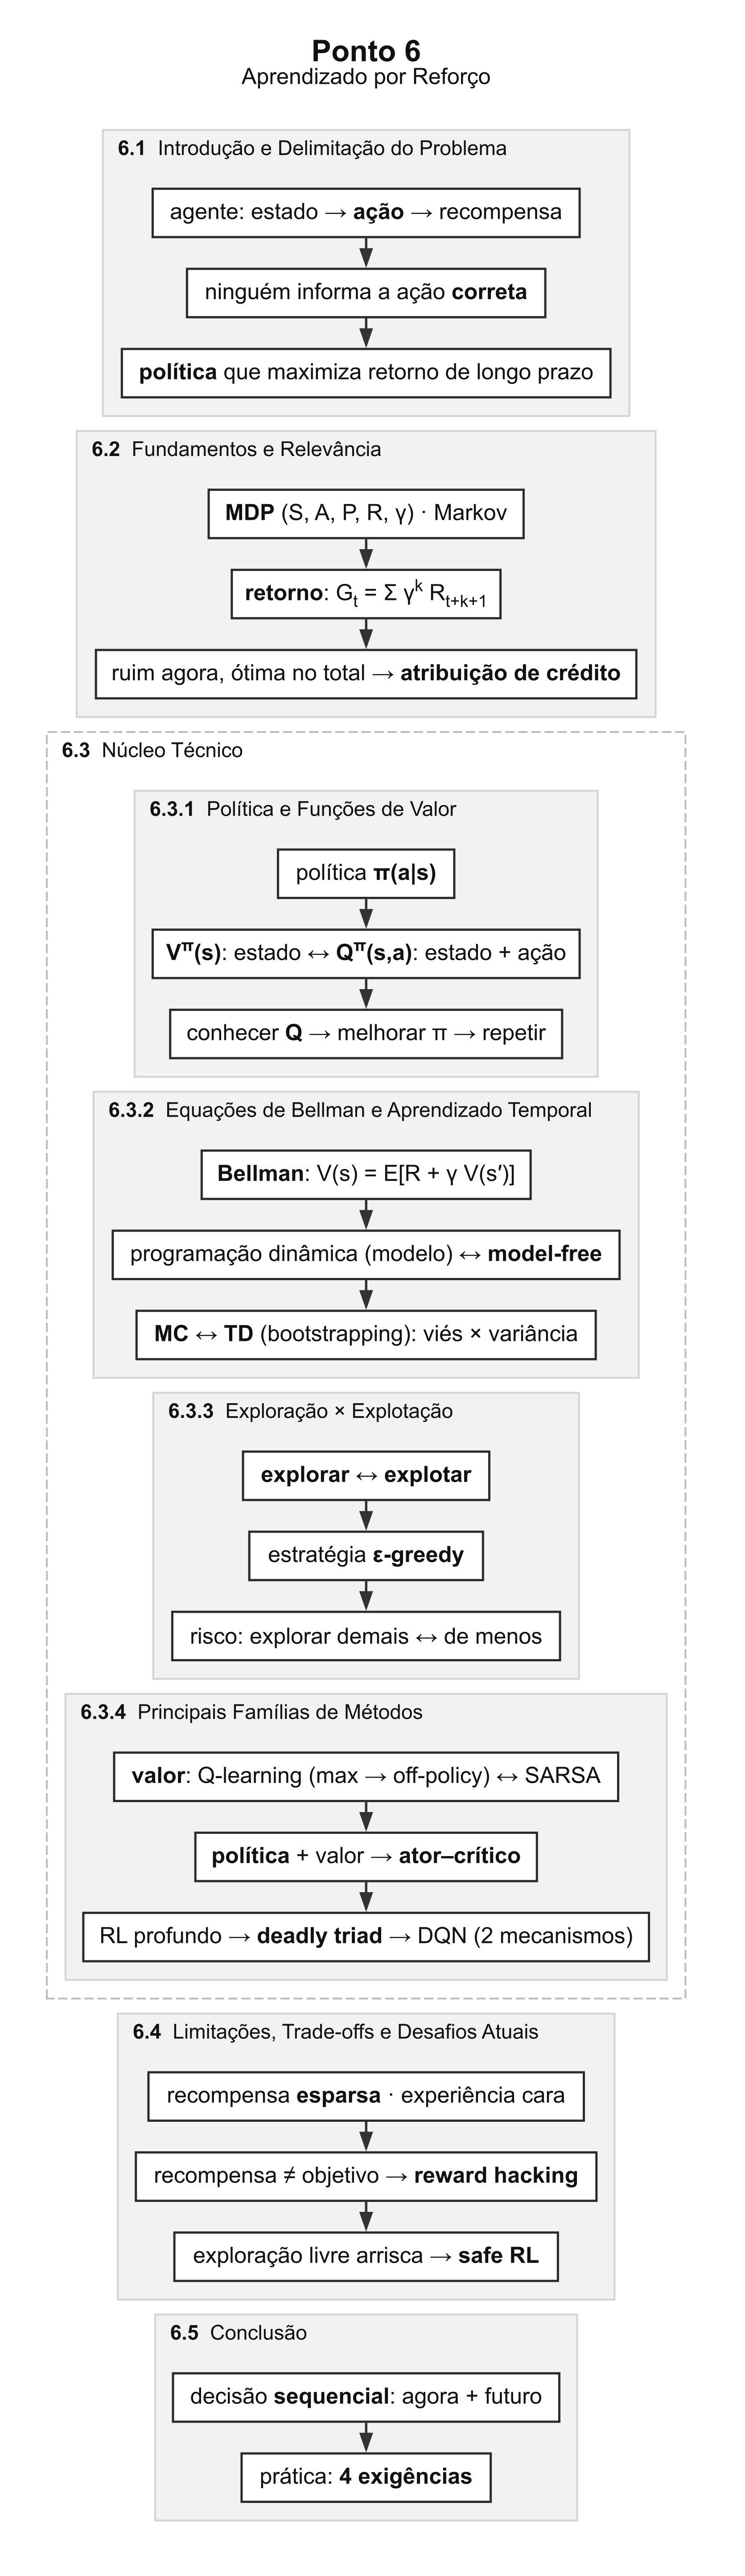 Ponto 6
Aprendizado por Reforço
6.1 Introdução e Delimitação do Problema
agente: estado → ação → recompensa
ninguém informa a ação correta
política que maximiza retorno de longo prazo
6.2 Fundamentos e Relevância
MDP (S, A, P, R, γ) · Markov
retorno: G_t = Σ γ^k R_{t+k+1}
ruim agora, ótima no total → atribuição de crédito
6.3 Núcleo Técnico
6.3.1 Política e Funções de Valor
política π(a|s)
V^π(s): estado ↔ Q^π(s,a): estado + ação
conhecer Q → melhorar π → repetir
6.3.2 Equações de Bellman e Aprendizado Temporal
Bellman: V(s) = E[R + γ V(s′)]
programação dinâmica (modelo) ↔ model-free
MC ↔ TD (bootstrapping): viés × variância
6.3.3 Exploração × Explotação
explorar ↔ explotar
estratégia ε-greedy
risco: explorar demais ↔ de menos
6.3.4 Principais Famílias de Métodos
valor: Q-learning (max → off-policy) ↔ SARSA
política + valor → ator–crítico
RL profundo → deadly triad → DQN (2 mecanismos)
6.4 Limitações, Trade-offs e Desafios Atuais
recompensa esparsa · experiência cara
recompensa ≠ objetivo → reward hacking
exploração livre arrisca → safe RL
6.5 Conclusão
decisão sequencial: agora + futuro
prática: 4 exigências